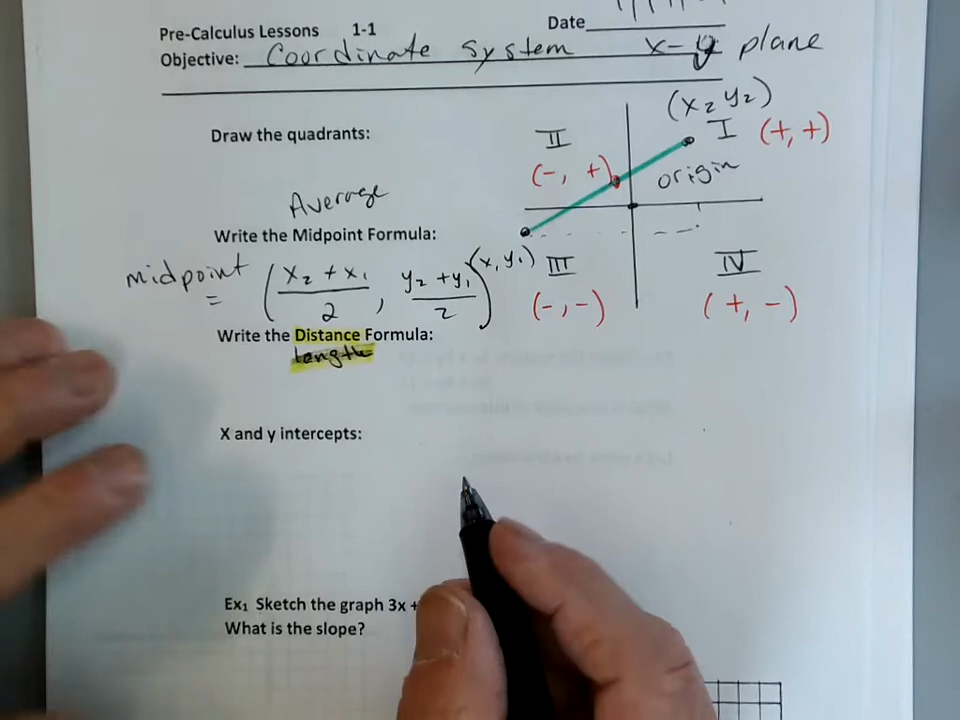 Pre-Calculus Lessons 1-1 Date
Objective: Coordinate system x-y plane
Draw the quadrants:
(x₂ y₂)
II I (+, +)
(-, +) origin
Average
Write the Midpoint Formula:
midpoint = ( x₂ + x₁ / 2 , y₂ + y₁ / 2 )
(x, y₁) III IV
(-, -) (+, -)
Write the Distance Formula:
Length
X and y intercepts:
Ex₁ Sketch the graph 3x +
What is the slope?